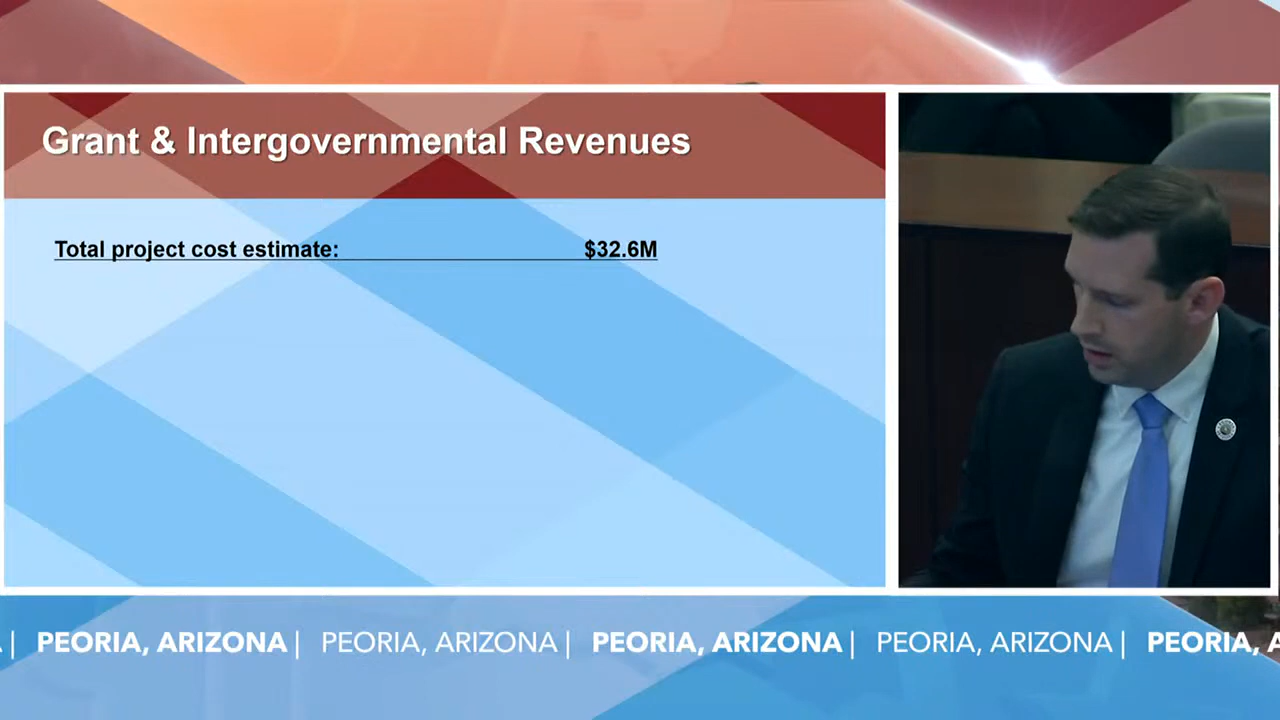 Grant & Intergovernmental Revenues
Total project cost estimate: $32.6M
| PEORIA, ARIZONA | PEORIA, ARIZONA | PEORIA, ARIZONA | PEORIA, ARIZONA | PEORIA,